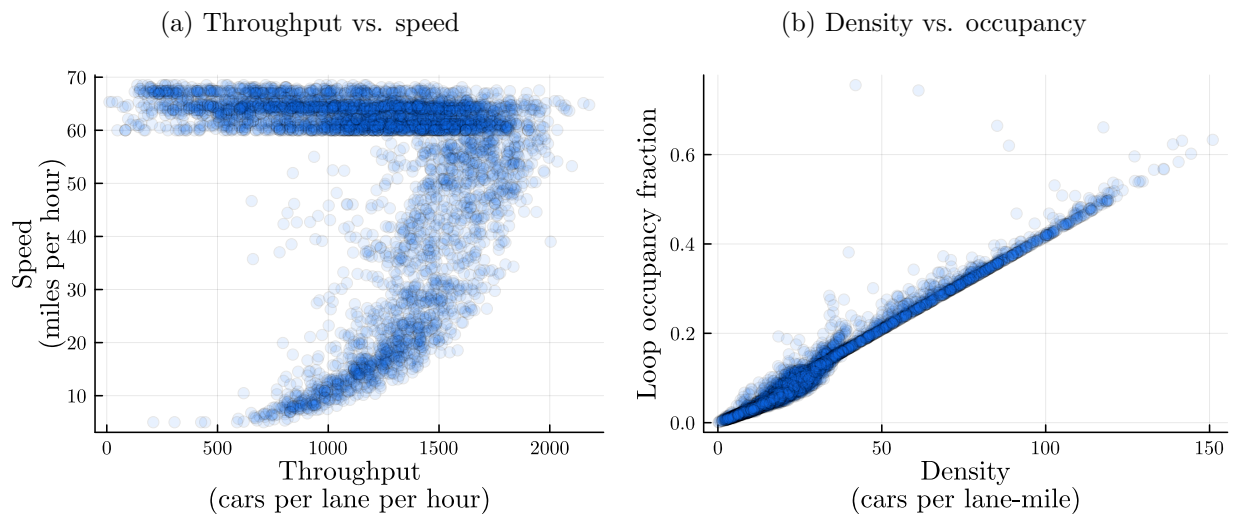 (a) Throughput vs. speed
70
60
50
40
30
20
10
Speed
(miles per hour)
0
500
1000
1500
2000
Throughput
(cars per lane per hour)
(b) Density vs. occupancy
0.6
0.4
0.2
0.0
Loop occupancy fraction
0
50
100
150
Density
(cars per lane-mile)